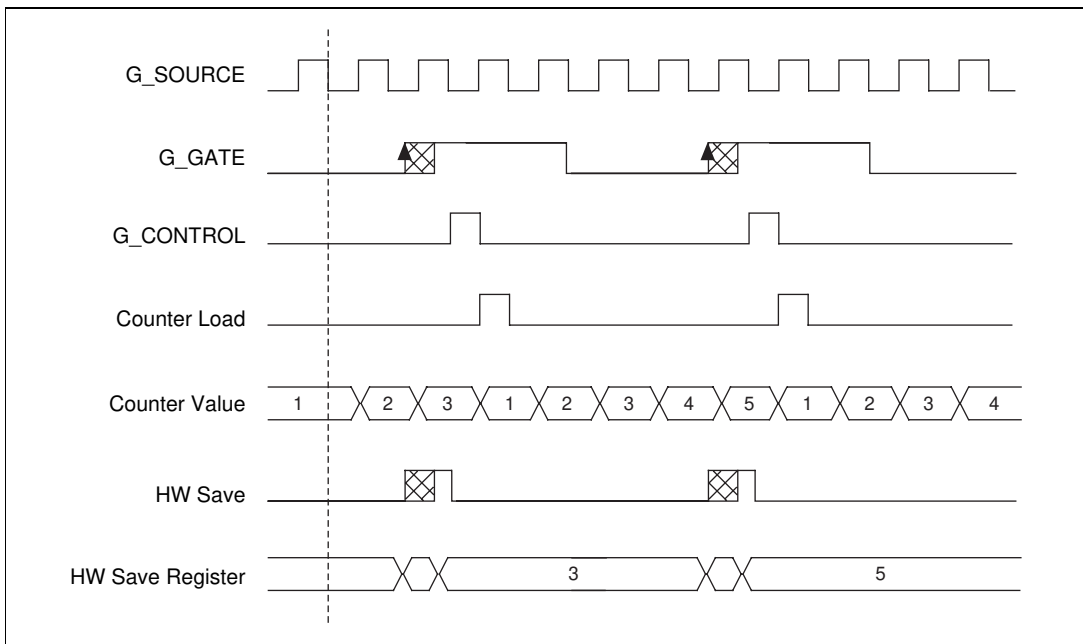 G_SOURCE
G_GATE
G_CONTROL
Counter Load
Counter Value 1 2 3 1 2 3 4 5 1 2 3 4
HW Save
HW Save Register 3 5